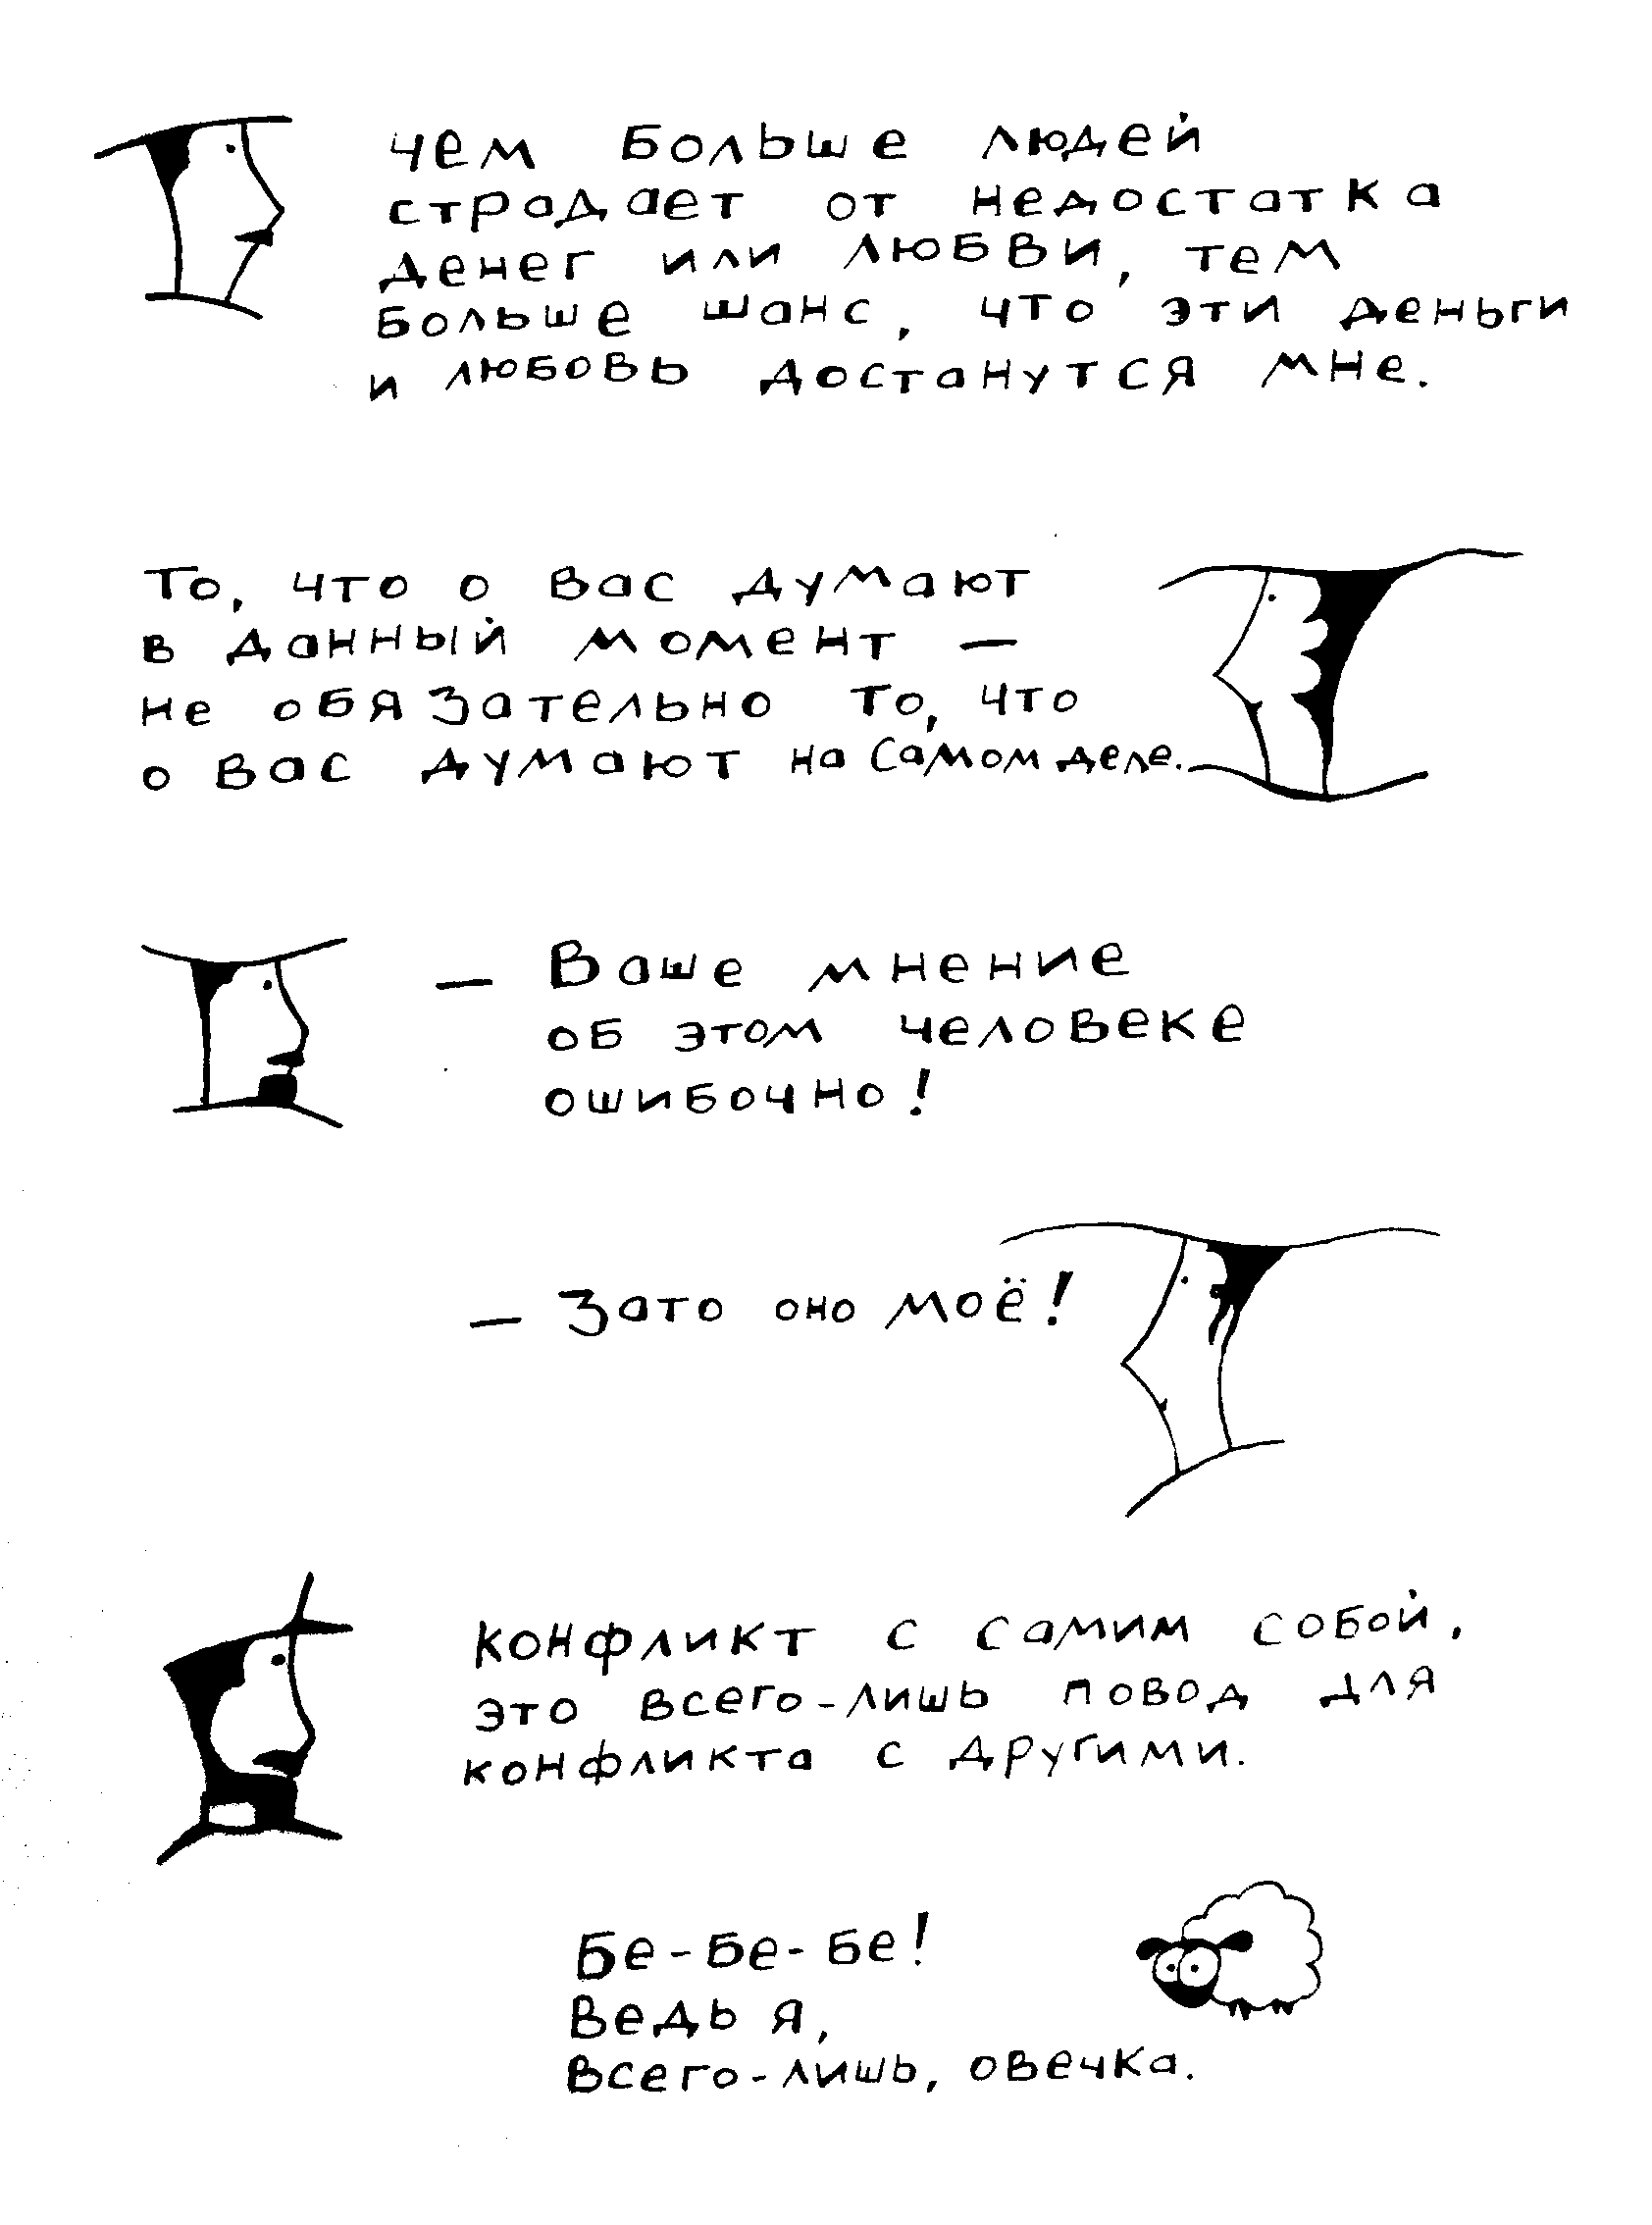 Чем больше людей
страдает от недостатка
денег или любви, тем
больше шанс, что эти деньги
и любовь достанутся мне.
То, что о вас думают
в данный момент —
не обязательно то, что
о вас думают на самом деле.
— Ваше мнение
об этом человеке
ошибочно!
— Зато оно моё!
Конфликт с самим собой,
это всего-лишь повод для
конфликта с другими.
Бе-бе-бе!
Ведь я,
всего-лишь, овечка.